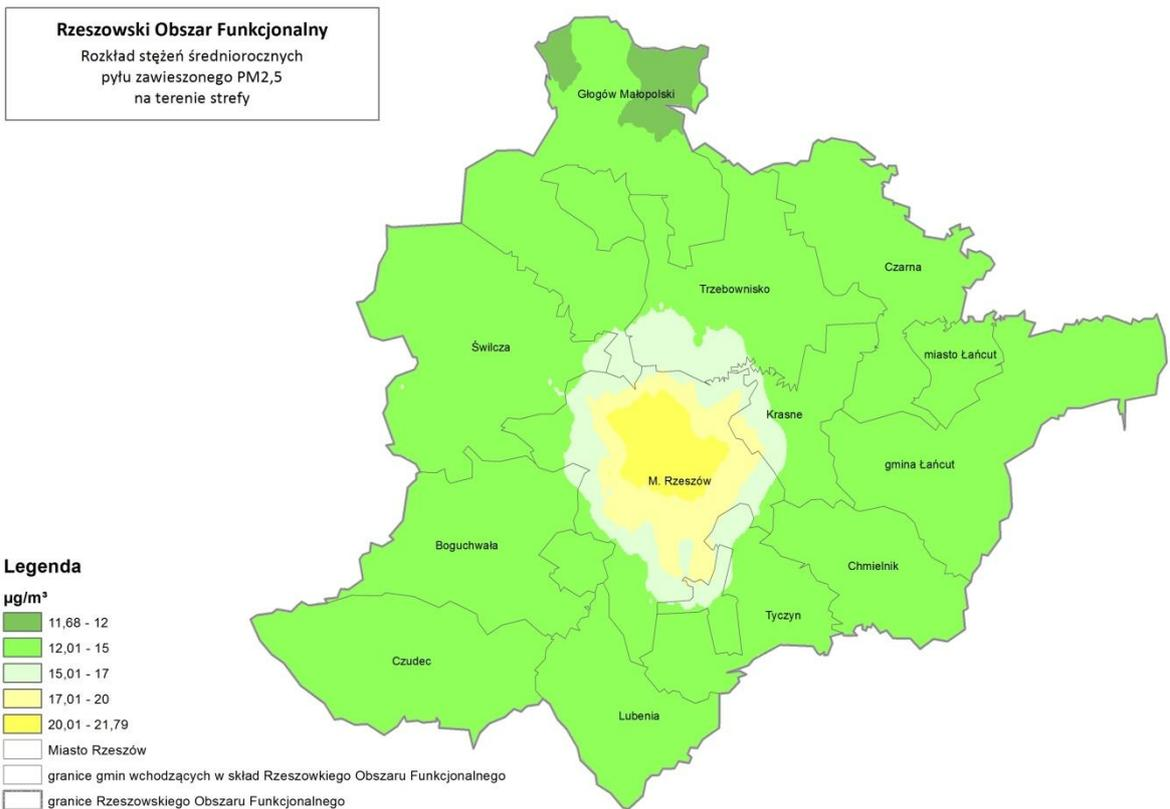 Rzeszowski Obszar Funkcjonalny
Rozkład stężeń średniorocznych
pyłu zawieszonego PM2,5
na terenie strefy
Głogów Małopolski
Czarna
Trzebownisko
Świlcza
miasto Łańcut
Krasne
gmina Łańcut
M. Rzeszów
Boguchwała
Chmielnik
Tyczyn
Czudec
Lubenia
Legenda
µg/m³
11,68 - 12
12,01 - 15
15,01 - 17
17,01 - 20
20,01 - 21,79
Miasto Rzeszów
granice gmin wchodzących w skład Rzeszowkiego Obszaru Funkcjonalnego
granice Rzeszowskiego Obszaru Funkcjonalnego